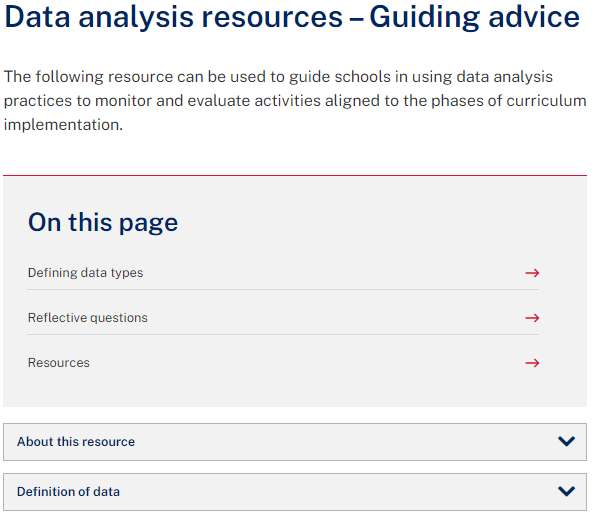 Data analysis resources – Guiding advice
The following resource can be used to guide schools in using data analysis
practices to monitor and evaluate activities aligned to the phases of curriculum
implementation.
On this page
Defining data types
Reflective questions
Resources
About this resource
Definition of data